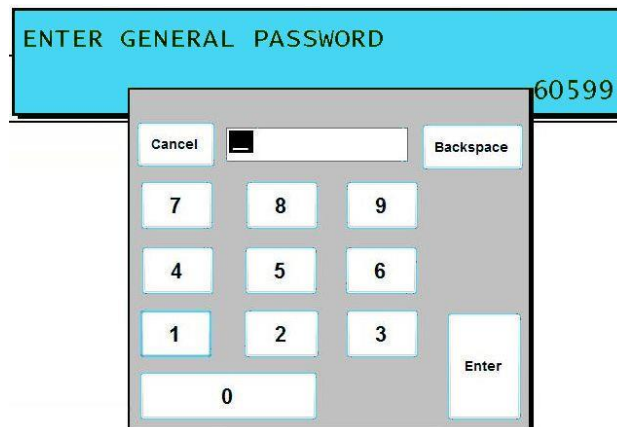 ENTER GENERAL PASSWORD
60599
Cancel
_
Backspace
7 8 9
4 5 6
1 2 3
Enter
0